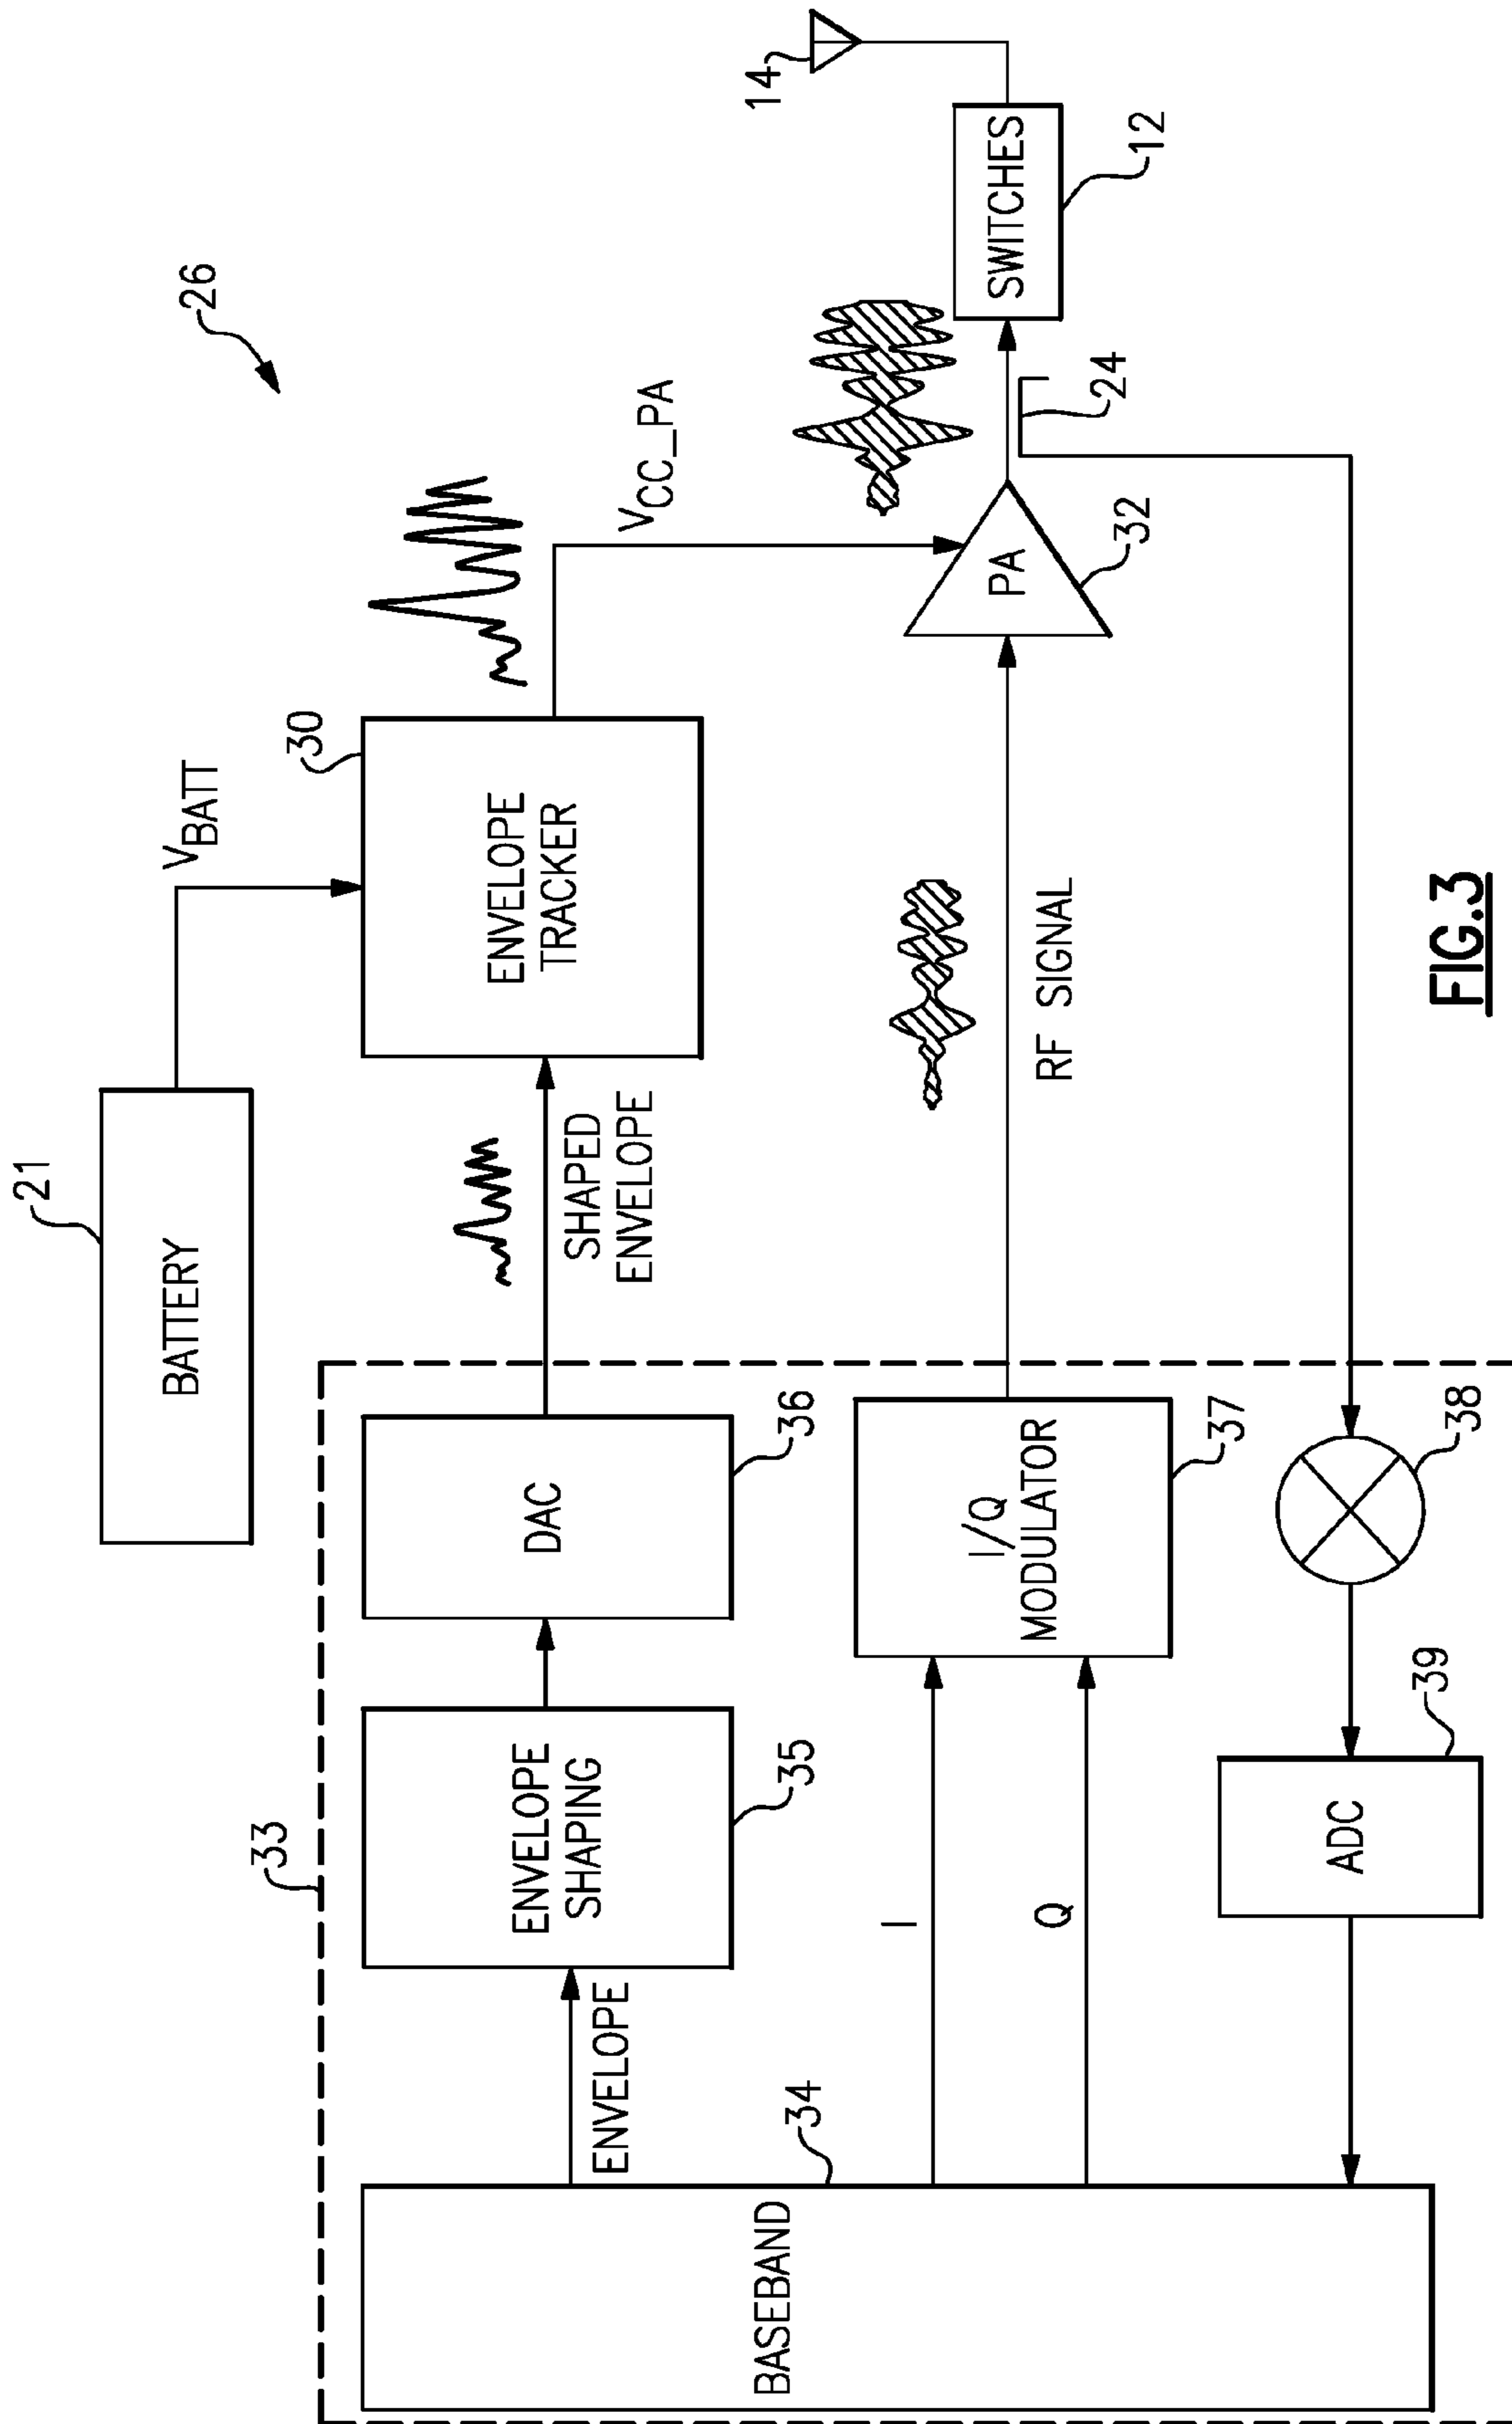 26
21
BATTERY
VBATT
30
ENVELOPE
TRACKER
VCC_PA
33
ENVELOPE
ENVELOPE
SHAPING
35
DAC
36
SHAPED
ENVELOPE
34
BASEBAND
I
Q
I/Q
MODULATOR
37
RF SIGNAL
PA
32
24
SWITCHES
12
14
38
ADC
39
FIG.3